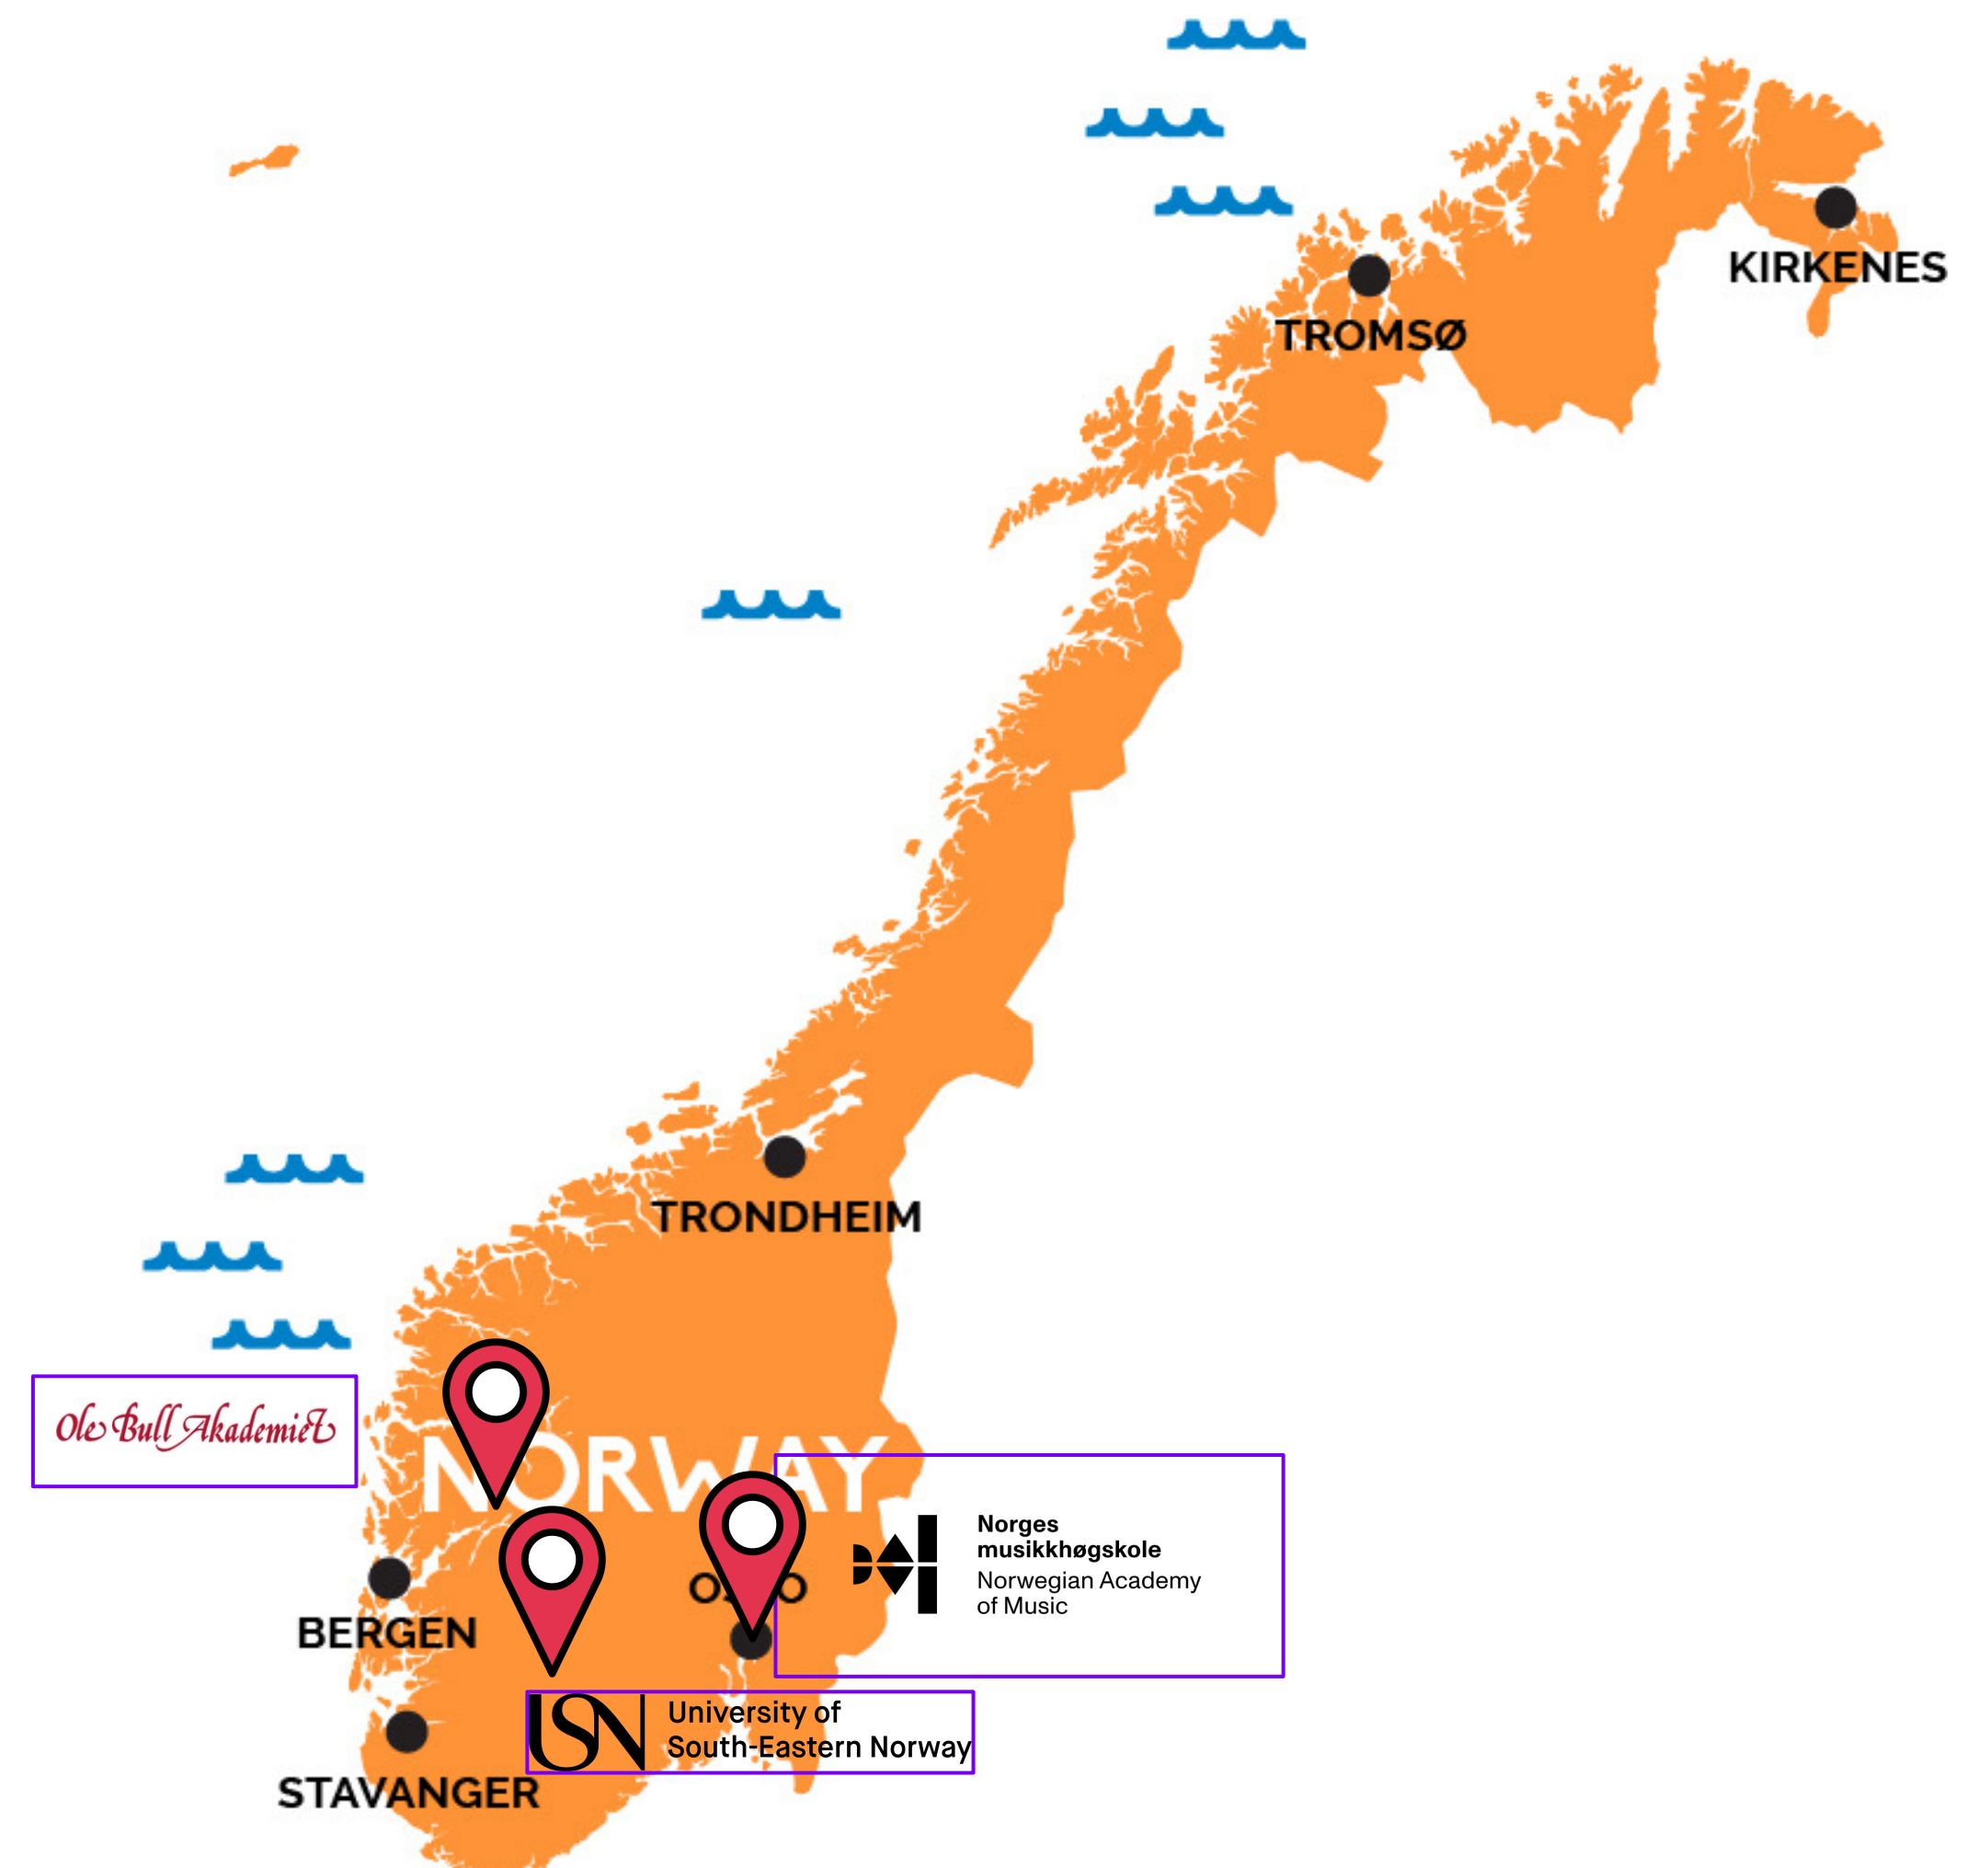 KIRKENES
TROMSØ
TRONDHEIM
Ole Bull Akademiet
NORWAY
Norges
musikkhøgskole
Norwegian Academy
of Music
BERGEN
USN
University of
South-Eastern Norway
STAVANGER